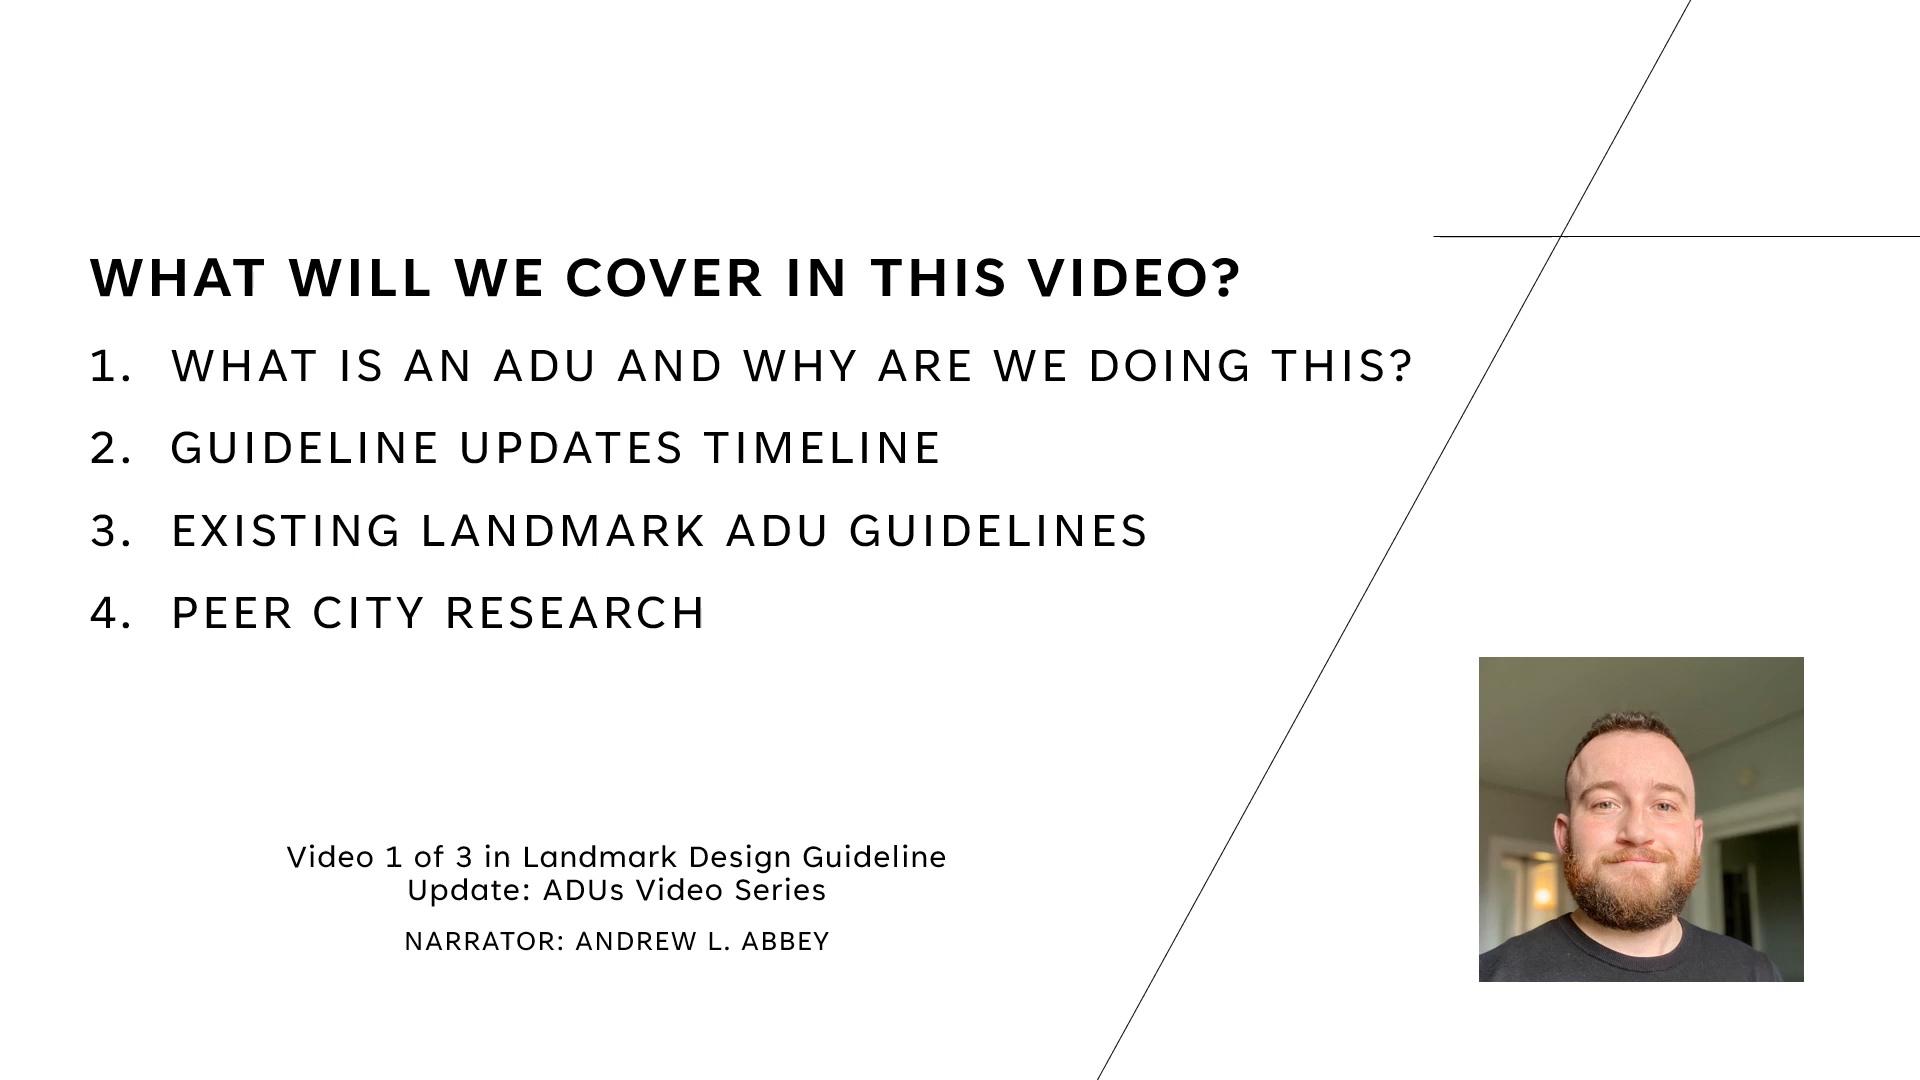 WHAT WILL WE COVER IN THIS VIDEO?
1. WHAT IS AN ADU AND WHY ARE WE DOING THIS?
2. GUIDELINE UPDATES TIMELINE
3. EXISTING LANDMARK ADU GUIDELINES
4. PEER CITY RESEARCH
Video 1 of 3 in Landmark Design Guideline
Update: ADUs Video Series
NARRATOR: ANDREW L. ABBEY